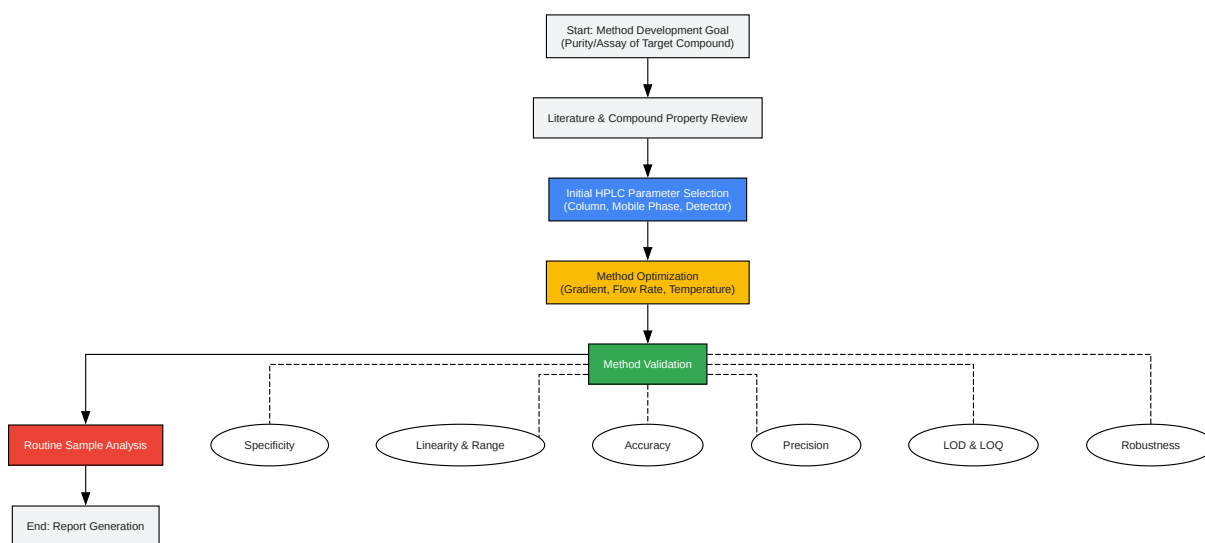 Start: Method Development Goal
(Purity/Assay of Target Compound)
Literature & Compound Property Review
Initial HPLC Parameter Selection
(Column, Mobile Phase, Detector)
Method Optimization
(Gradient, Flow Rate, Temperature)
Method Validation
Routine Sample Analysis
Specificity
Linearity & Range
Accuracy
Precision
LOD & LOQ
Robustness
End: Report Generation